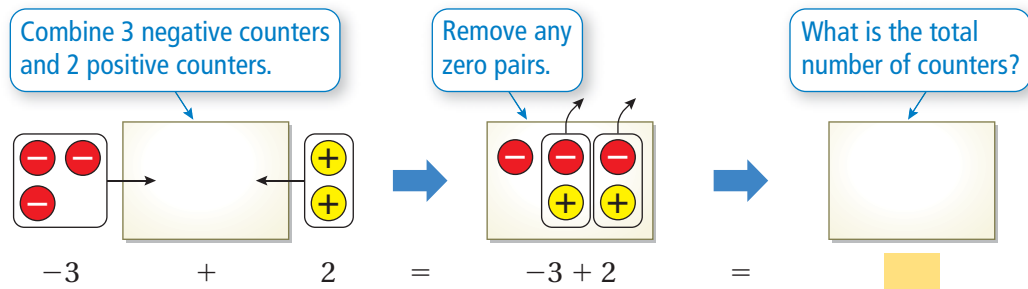 Combine 3 negative counters
and 2 positive counters.
Remove any
zero pairs.
What is the total
number of counters?
− − + − − − 
− + + +
−3 + 2 = −3 + 2 =